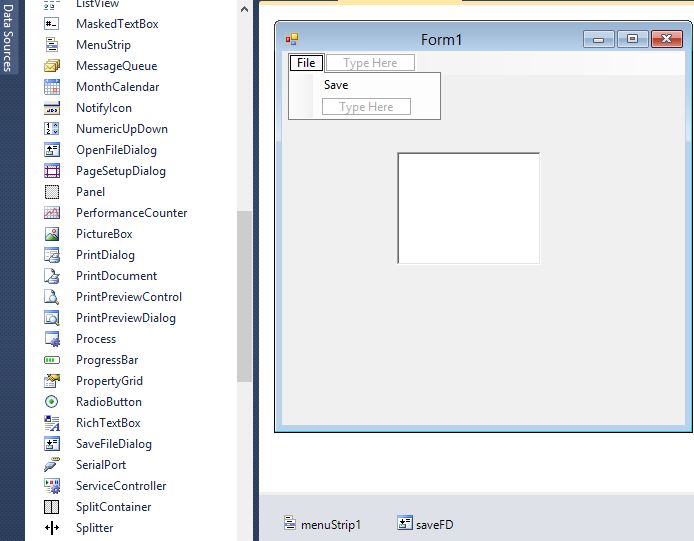 Data Sources
ListView
MaskedTextBox
MenuStrip
MessageQueue
MonthCalendar
NotifyIcon
NumericUpDown
OpenFileDialog
PageSetupDialog
Panel
PerformanceCounter
PictureBox
PrintDialog
PrintDocument
PrintPreviewControl
PrintPreviewDialog
Process
ProgressBar
PropertyGrid
RadioButton
RichTextBox
SaveFileDialog
SerialPort
ServiceController
SplitContainer
Splitter
Form1
File Type Here
Save
Type Here
menuStrip1 saveFD